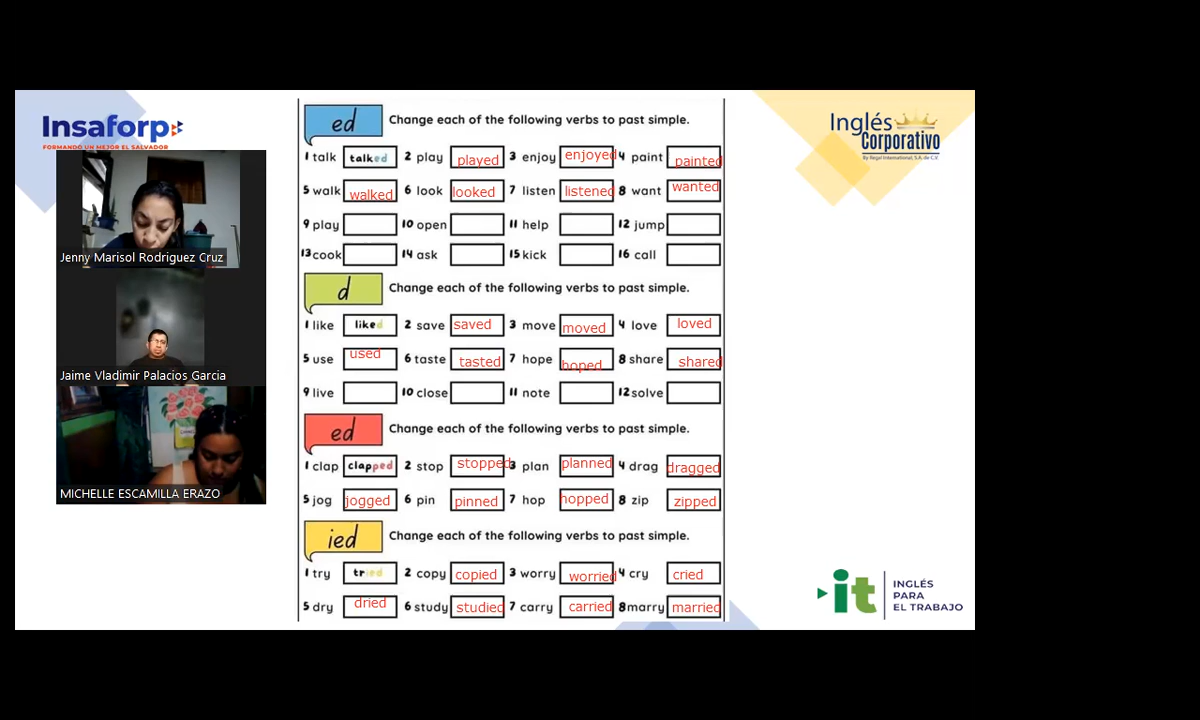 Insaforp
FORMANDO UN MEJOR EL SALVADOR
Inglés
Corporativo
By Regal International, S.A. de C.V.
ed Change each of the following verbs to past simple.
1 talk talked 2 play played 3 enjoy enjoyed 4 paint painted
5 walk walked 6 look looked 7 listen listened 8 want wanted
9 play 10 open 11 help 12 jump
13 cook 14 ask 15 kick 16 call
d Change each of the following verbs to past simple.
1 like liked 2 save saved 3 move moved 4 love loved
5 use used 6 taste tasted 7 hope hoped 8 share shared
9 live 10 close 11 note 12 solve
ed Change each of the following verbs to past simple.
1 clap clapped 2 stop stopped 3 plan planned 4 drag dragged
5 jog jogged 6 pin pinned 7 hop hopped 8 zip zipped
ied Change each of the following verbs to past simple.
1 try tried 2 copy copied 3 worry worried 4 cry cried
5 dry dried 6 study studied 7 carry carried 8 marry married
Jenny Marisol Rodriguez Cruz
Jaime Vladimir Palacios Garcia
MICHELLE ESCAMILLA ERAZO
it
INGLÉS
PARA
EL TRABAJO